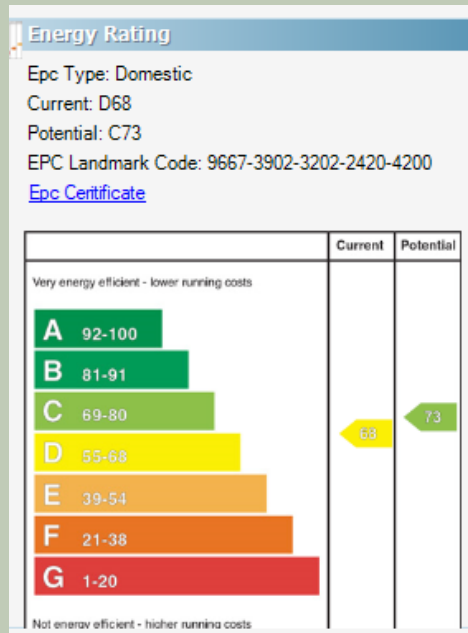 Energy Rating
Epc Type: Domestic
Current: D68
Potential: C73
EPC Landmark Code: 9667-3902-3202-2420-4200
Epc Ceritificate
Current Potential
Very energy efficient - lower running costs
A 92-100
B 81-91
C 69-80
73
68
D 55-68
E 39-54
F 21-38
G 1-20
Not energy efficient - higher running costs